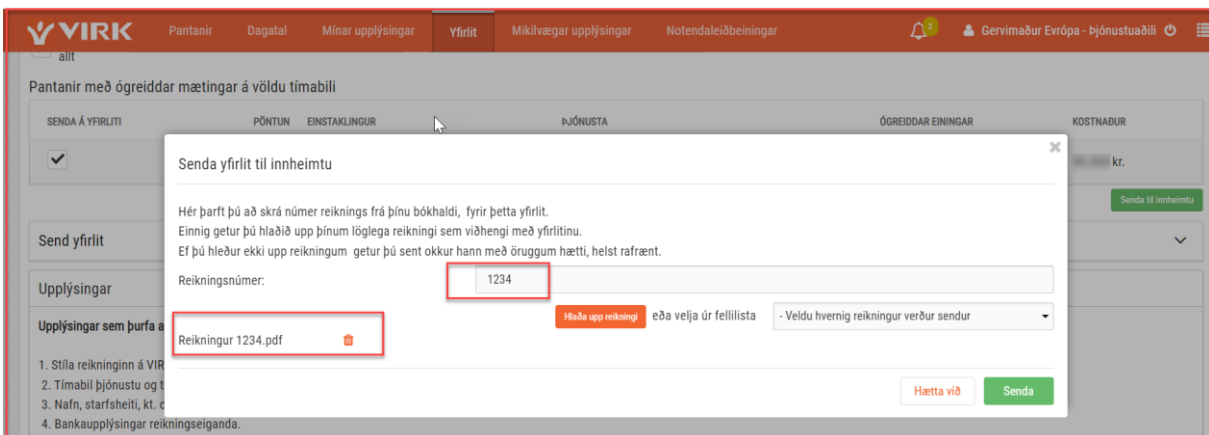 VIRK Pantanir Dagatal Mínar upplýsingar Yfirlit Mikilvægar upplýsingar Notendaleiðbeiningar 2 Gervimaður Evrópa - Þjónustuaðili
allt
Pantanir með ógreiddar mætingar á völdu tímabili
SENDA Á YFIRLITI PÖNTUN EINSTAKLINGUR ÞJÓNUSTA ÓGREIDDAR EININGAR KOSTNAÐUR
kr.
Senda til innheimtu
Senda yfirlit til innheimtu
Hér þarft þú að skrá númer reiknings frá þínu bókhaldi, fyrir þetta yfirlit.
Einnig getur þú hlaðið upp þínum löglega reikningi sem viðhengi með yfirlitinu.
Ef þú hleður ekki upp reikningum getur þú sent okkur hann með öruggum hætti, helst rafrænt.
Reikningsnúmer: 1234
Hlaða upp reikningi eða velja úr fellilista - Veldu hvernig reikningur verður sendur
Reikningur 1234.pdf
Hætta við Senda
Send yfirlit
Upplýsingar
Upplýsingar sem þurfa a
1. Stíla reikninginn á VIR
2. Tímabil þjónustu og t
3. Nafn, starfsheiti, kt. o
4. Bankaupplýsingar reikningseiganda.